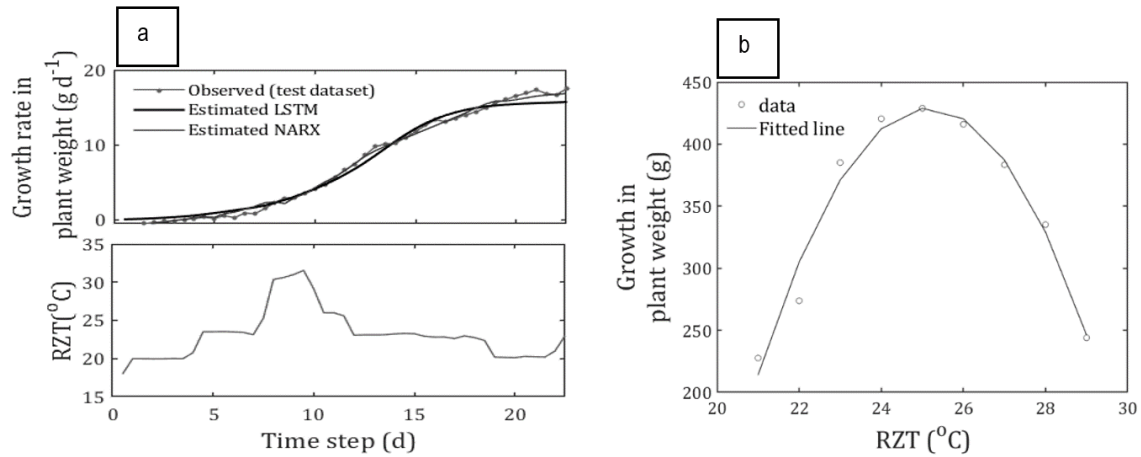 a
Growth rate in
plant weight (g d⁻¹)
20
10
0
Observed (test dataset)
Estimated LSTM
Estimated NARX
RZT(°C)
35
30
25
20
15
0 5 10 15 20
Time step (d)
b
Growth in
plant weight (g)
450
400
350
300
250
200
data
Fitted line
20 22 24 26 28 30
RZT (°C)